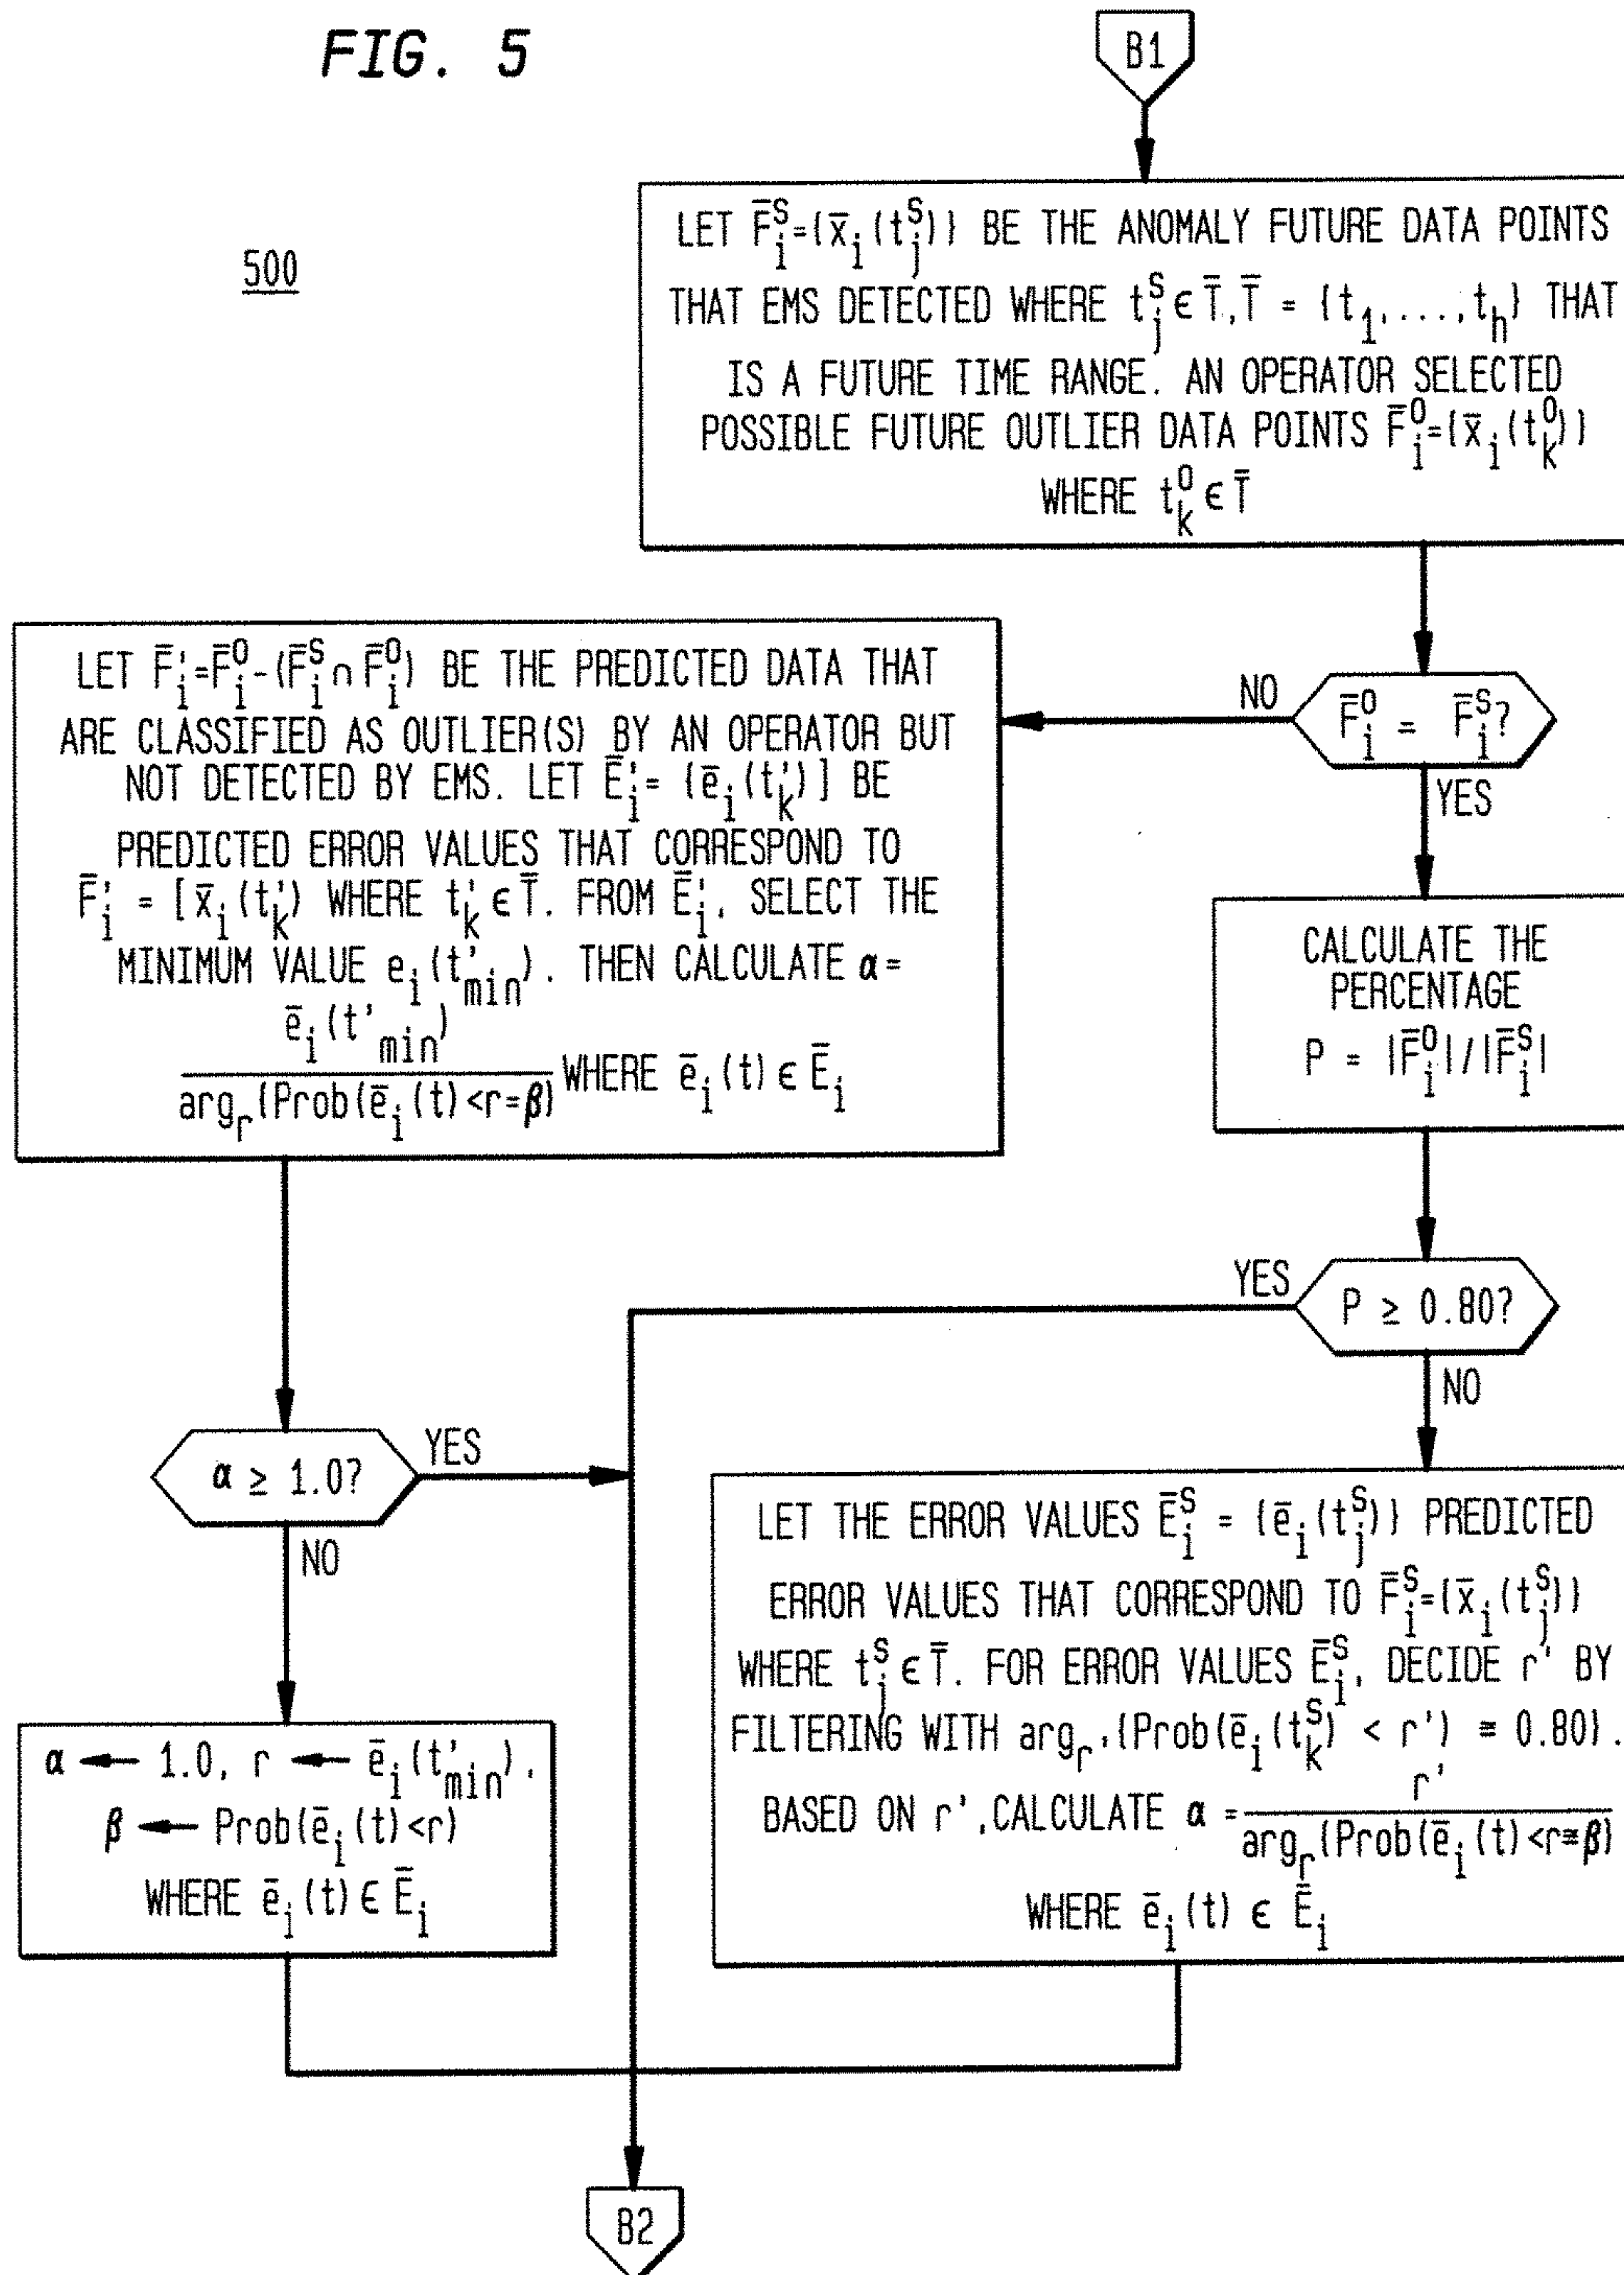 FIG. 5
B1
500
LET F̄ᵢˢ={x̄ᵢ(tⱼˢ)} BE THE ANOMALY FUTURE DATA POINTS
THAT EMS DETECTED WHERE tⱼˢ ϵ T̄, T̄ = {t₁,...,tₕ} THAT
IS A FUTURE TIME RANGE. AN OPERATOR SELECTED
POSSIBLE FUTURE OUTLIER DATA POINTS F̄ᵢ⁰={x̄ᵢ(tₖ⁰)}
WHERE tₖ⁰ ϵ T̄
F̄ᵢ⁰ = F̄ᵢˢ?
NO
YES
LET F̄ᵢ'=F̄ᵢ⁰-(F̄ᵢˢ∩F̄ᵢ⁰) BE THE PREDICTED DATA THAT
ARE CLASSIFIED AS OUTLIER(S) BY AN OPERATOR BUT
NOT DETECTED BY EMS. LET Ēᵢ'= {ēᵢ(tₖ')] BE
PREDICTED ERROR VALUES THAT CORRESPOND TO
F̄ᵢ' = [x̄ᵢ(tₖ') WHERE tₖ' ϵ T̄. FROM Ēᵢ', SELECT THE
MINIMUM VALUE eᵢ(t'min). THEN CALCULATE α=
ēᵢ(t'min)
argᵣ{Prob(ēᵢ(t)<r=β) WHERE ēᵢ(t) ϵ Ēᵢ
CALCULATE THE
PERCENTAGE
P = |F̄ᵢ⁰|/|F̄ᵢˢ|
P ≥ 0.80?
YES
NO
α ≥ 1.0?
YES
NO
LET THE ERROR VALUES Ēᵢˢ = {ēᵢ(tⱼˢ)} PREDICTED
ERROR VALUES THAT CORRESPOND TO F̄ᵢˢ={x̄ᵢ(tⱼˢ)}
WHERE tⱼˢ ϵ T̄. FOR ERROR VALUES Ēᵢˢ, DECIDE r' BY
FILTERING WITH argᵣ'{Prob(ēᵢ(tₖˢ) < r') ≅ 0.80}.
r'
BASED ON r',CALCULATE α =
argᵣ{Prob(ēᵢ(t)<r≅β)
WHERE ēᵢ(t) ϵ Ēᵢ
α ← 1.0, r ← ēᵢ(t'min),
β ← Prob(ēᵢ(t)<r)
WHERE ēᵢ(t) ∈ Ēᵢ
B2